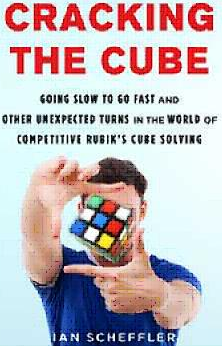 CRACKING
THE CUBE
GOING SLOW TO GO FAST AND
OTHER UNEXPECTED TURNS IN THE WORLD OF
COMPETITIVE RUBIK'S CUBE SOLVING
IAN SCHEFFLER